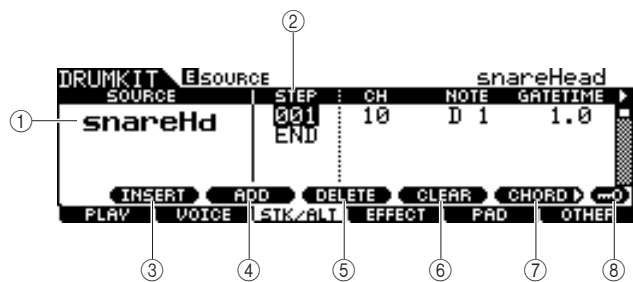 ②
DRUMKIT E SOURCE snareHead
SOURCE STEP CH NOTE GATETIME
① snareHd 001 10 D 1 1.0
END
INSERT ADD DELETE CLEAR CHORD
PLAY VOICE STK/ALT EFFECT PAD OTHER
③ ④ ⑤ ⑥ ⑦ ⑧